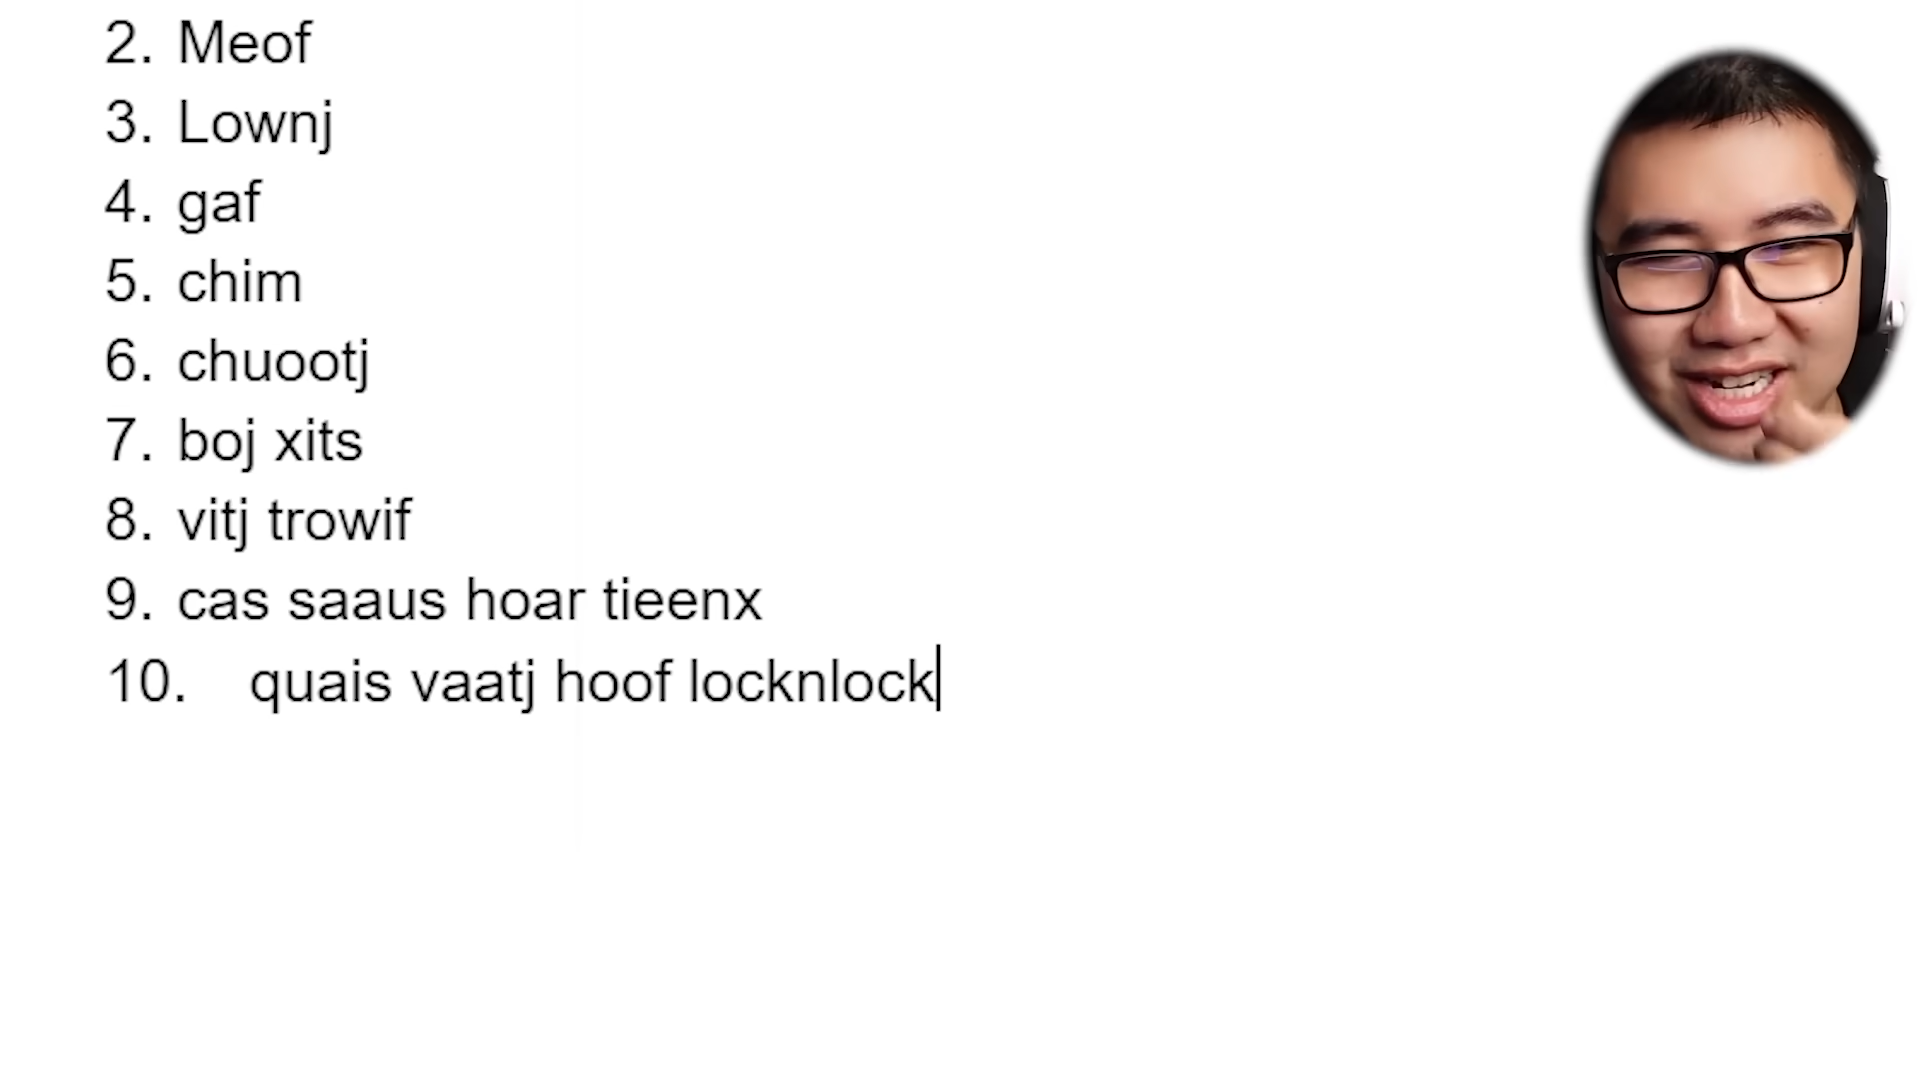 2. Meof
3. Lownj
4. gaf
5. chim
6. chuootj
7. boj xits
8. vitj trowif
9. cas saaus hoar tieenx
10. quais vaatj hoof locknlock